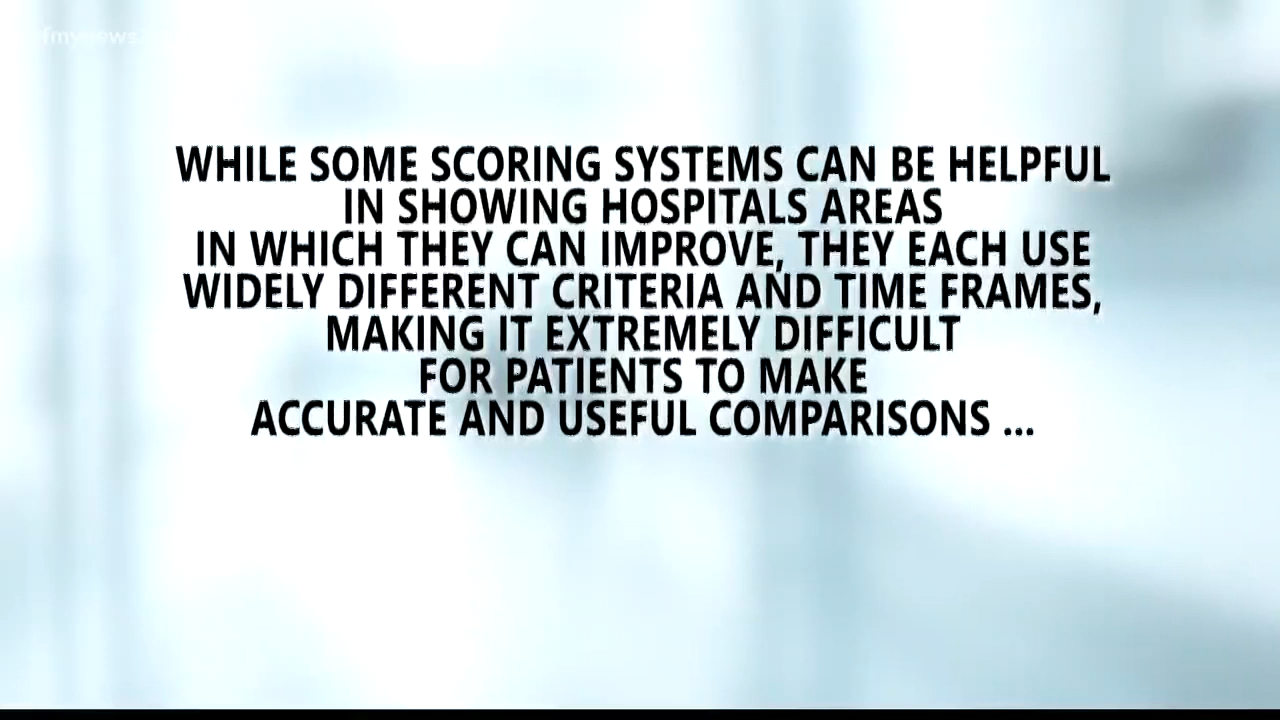 WHILE SOME SCORING SYSTEMS CAN BE HELPFUL
IN SHOWING HOSPITALS AREAS
IN WHICH THEY CAN IMPROVE, THEY EACH USE
WIDELY DIFFERENT CRITERIA AND TIME FRAMES,
MAKING IT EXTREMELY DIFFICULT
FOR PATIENTS TO MAKE
ACCURATE AND USEFUL COMPARISONS ...